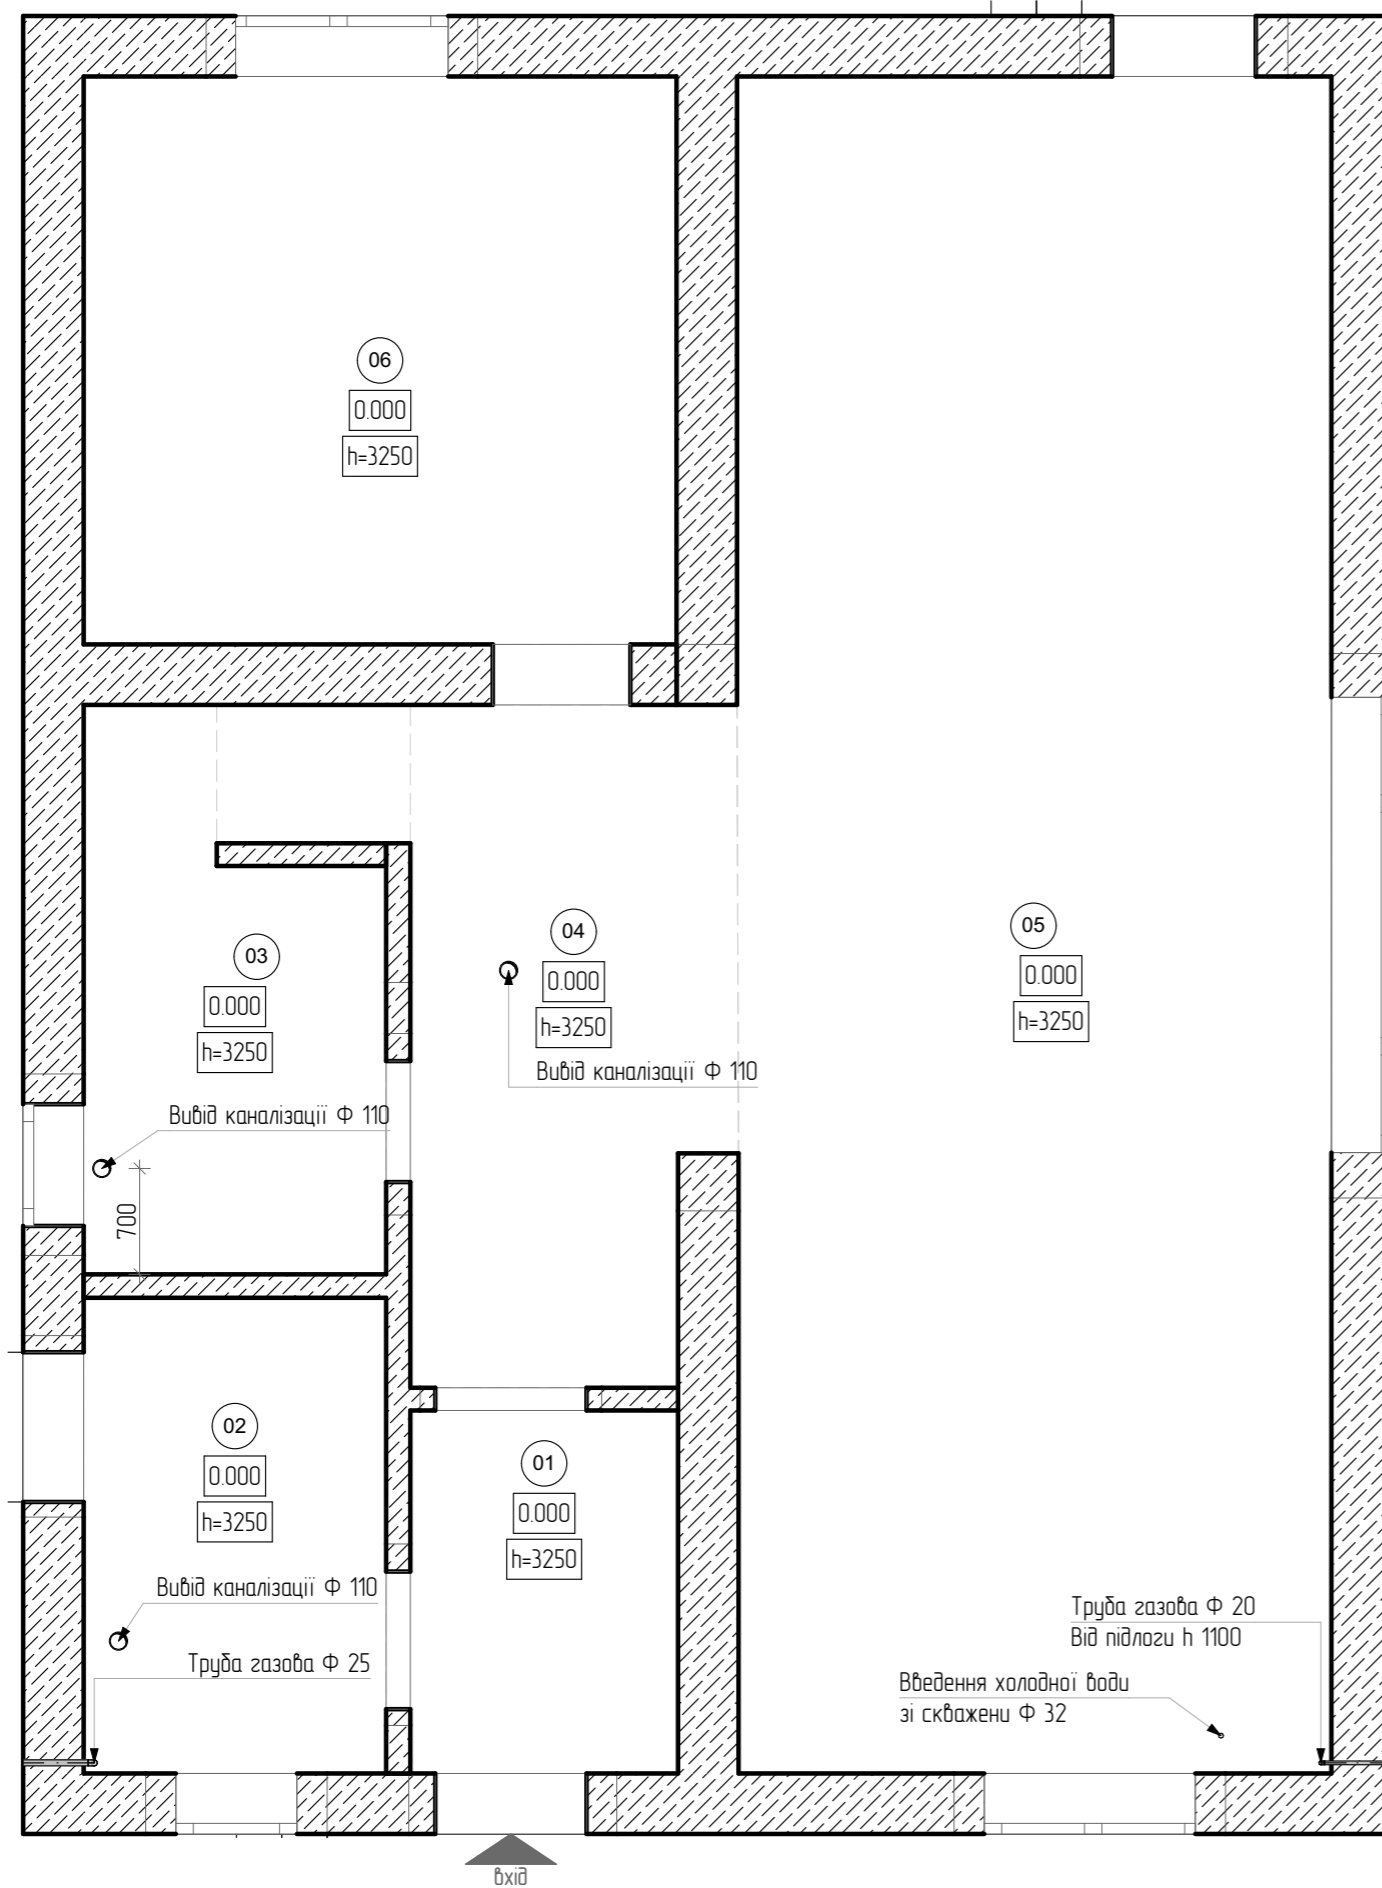 06
0.000
h=3250
03
0.000
h=3250
04
0.000
h=3250
05
0.000
h=3250
Вивід каналізації Ф 110
Вивід каналізації Ф 110
700
02
0.000
h=3250
01
0.000
h=3250
Вивід каналізації Ф 110
Труба газова Ф 25
Труба газова Ф 20
Від підлоги h 1100
Введення холодної води
зі скважени Ф 32
вхід